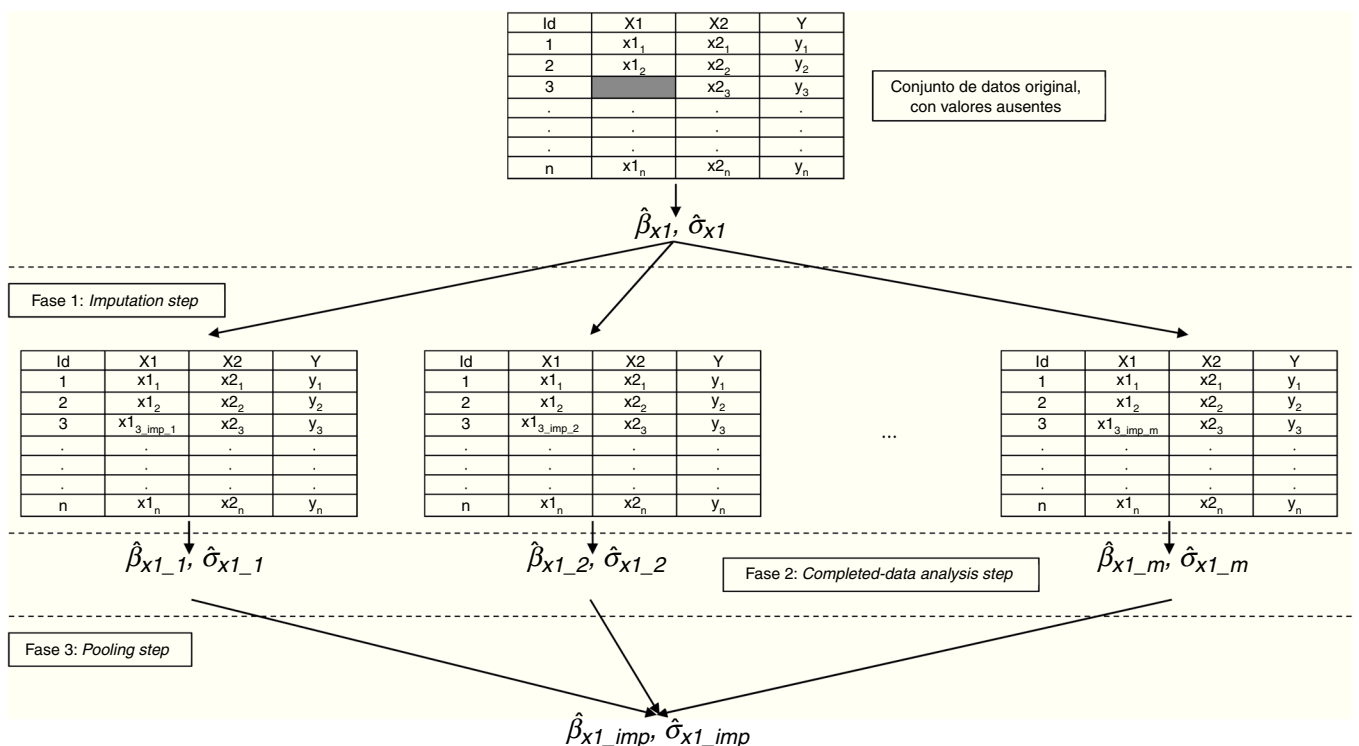 Id X1 X2 Y
1 x1₁ x2₁ y₁
2 x1₂ x2₂ y₂
3 x2₃ y₃
. . . .
. . . .
. . . .
n x1ₙ x2ₙ yₙ
Conjunto de datos original,
con valores ausentes
β̂x1, σ̂x1
Fase 1: Imputation step
Id X1 X2 Y
1 x1₁ x2₁ y₁
2 x1₂ x2₂ y₂
3 x1₃_imp_1 x2₃ y₃
. . . .
. . . .
. . . .
n x1ₙ x2ₙ yₙ
Id X1 X2 Y
1 x1₁ x2₁ y₁
2 x1₂ x2₂ y₂
3 x1₃_imp_2 x2₃ y₃
. . . .
. . . .
. . . .
n x1ₙ x2ₙ yₙ
...
Id X1 X2 Y
1 x1₁ x2₁ y₁
2 x1₂ x2₂ y₂
3 x1₃_imp_m x2₃ y₃
. . . .
. . . .
. . . .
n x1ₙ x2ₙ yₙ
β̂x1_1, σ̂x1_1
β̂x1_2, σ̂x1_2
Fase 2: Completed-data analysis step
β̂x1_m, σ̂x1_m
Fase 3: Pooling step
β̂x1_imp, σ̂x1_imp